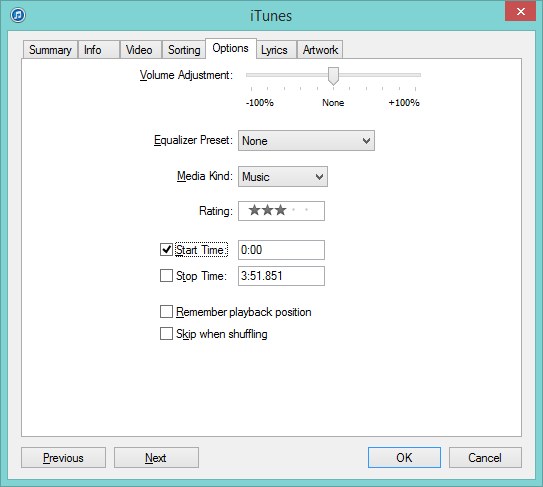 iTunes
Summary Info Video Sorting Options Lyrics Artwork
Volume Adjustment:
-100% None +100%
Equalizer Preset: None
Media Kind: Music
Rating:
Start Time: 0:00
Stop Time: 3:51.851
Remember playback position
Skip when shuffling
Previous Next OK Cancel